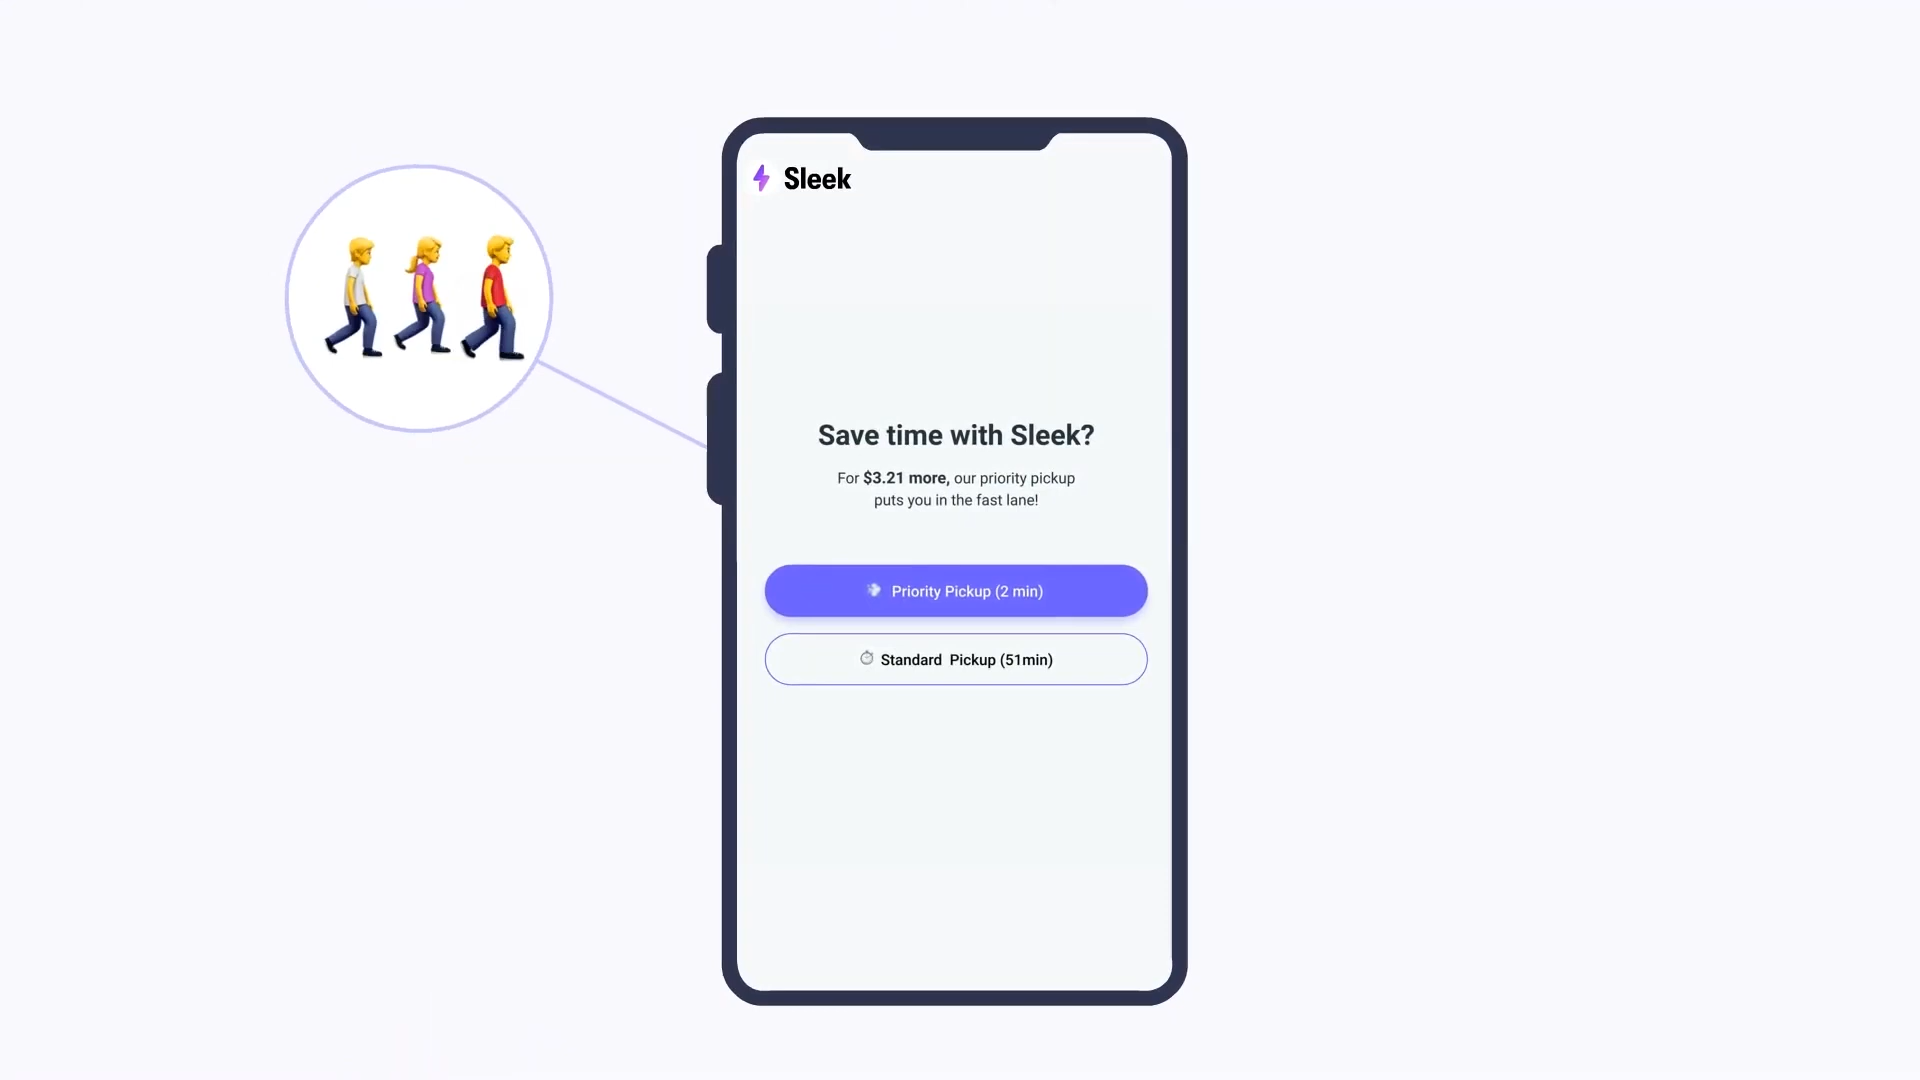 Sleek
Save time with Sleek?
For $3.21 more, our priority pickup
puts you in the fast lane!
Priority Pickup (2 min)
Standard Pickup (51min)